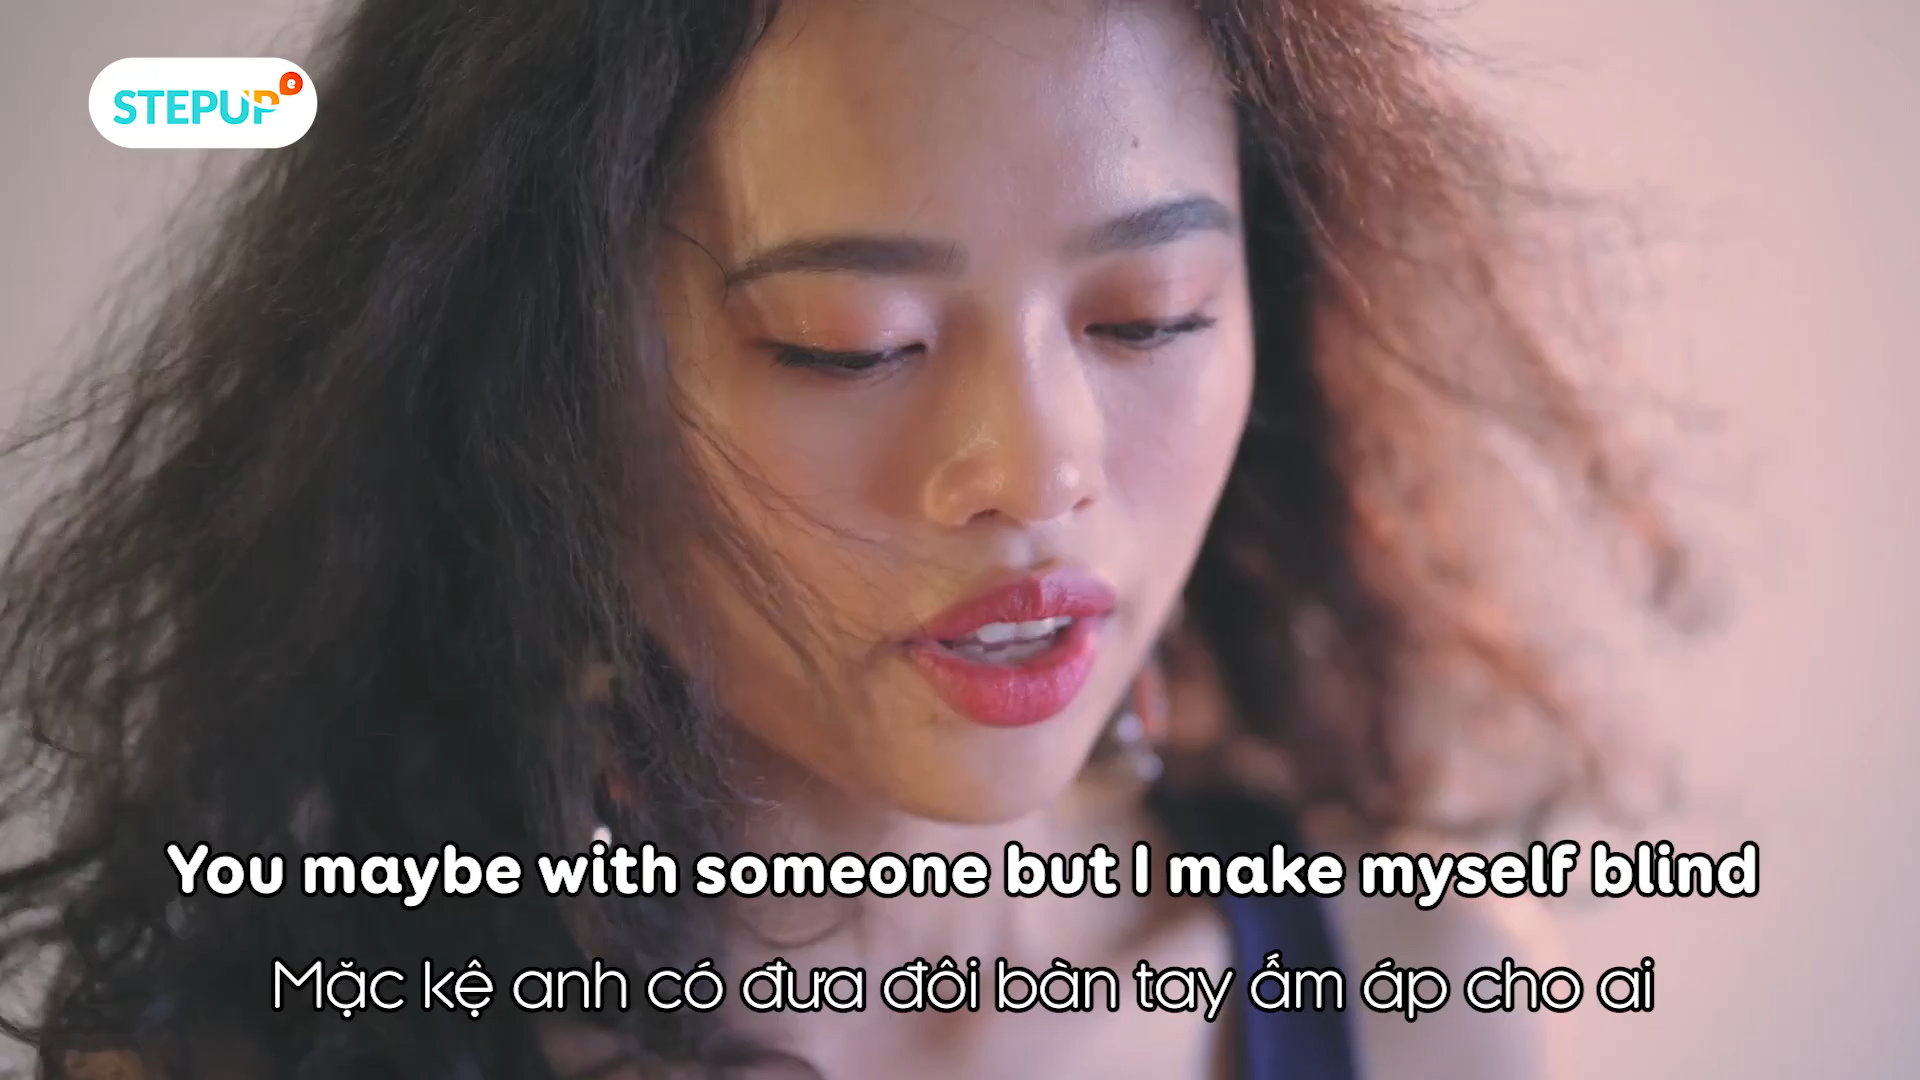 STEPUP e
You maybe with someone but I make myself blind
Mặc kệ anh có đưa đôi bàn tay ấm áp cho ai